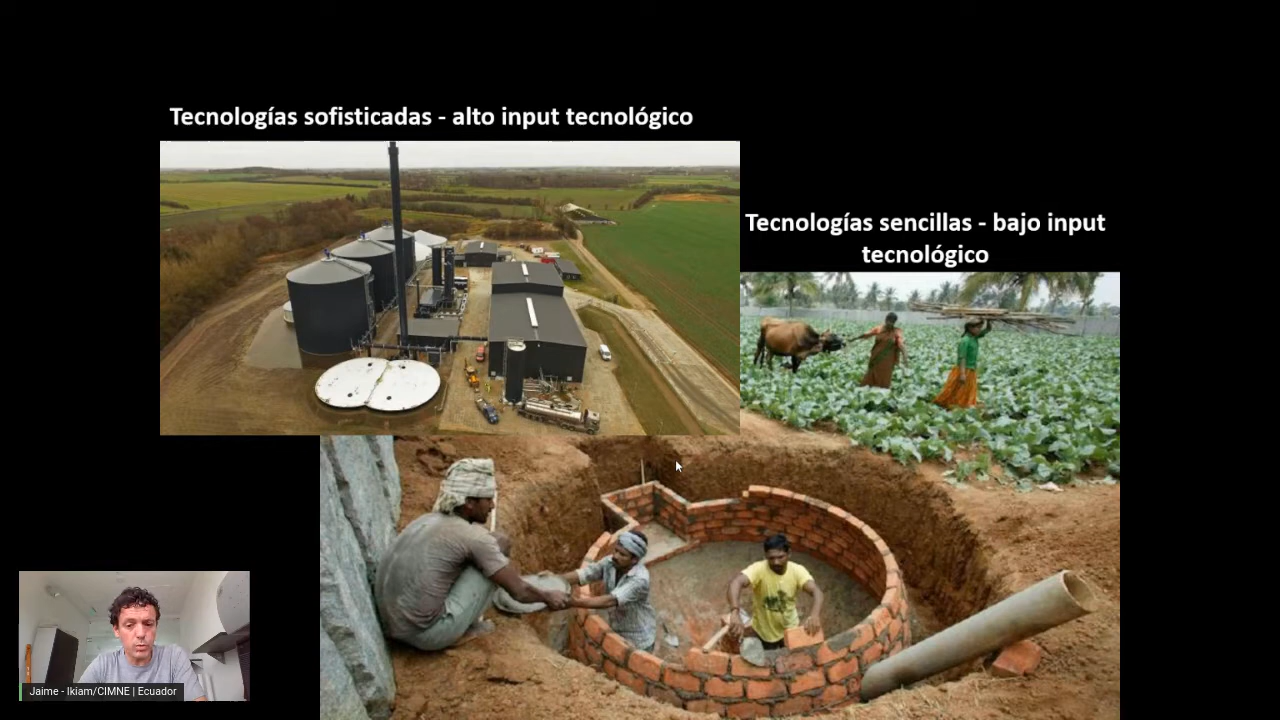 Tecnologías sofisticadas - alto input tecnológico
Tecnologías sencillas - bajo input
tecnológico
Jaime - Ikiam/CIMNE | Ecuador